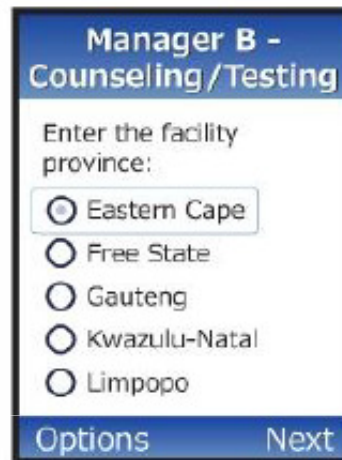 Manager B -
Counseling/Testing
Enter the facility
province:
Eastern Cape
Free State
Gauteng
Kwazulu-Natal
Limpopo
Options Next